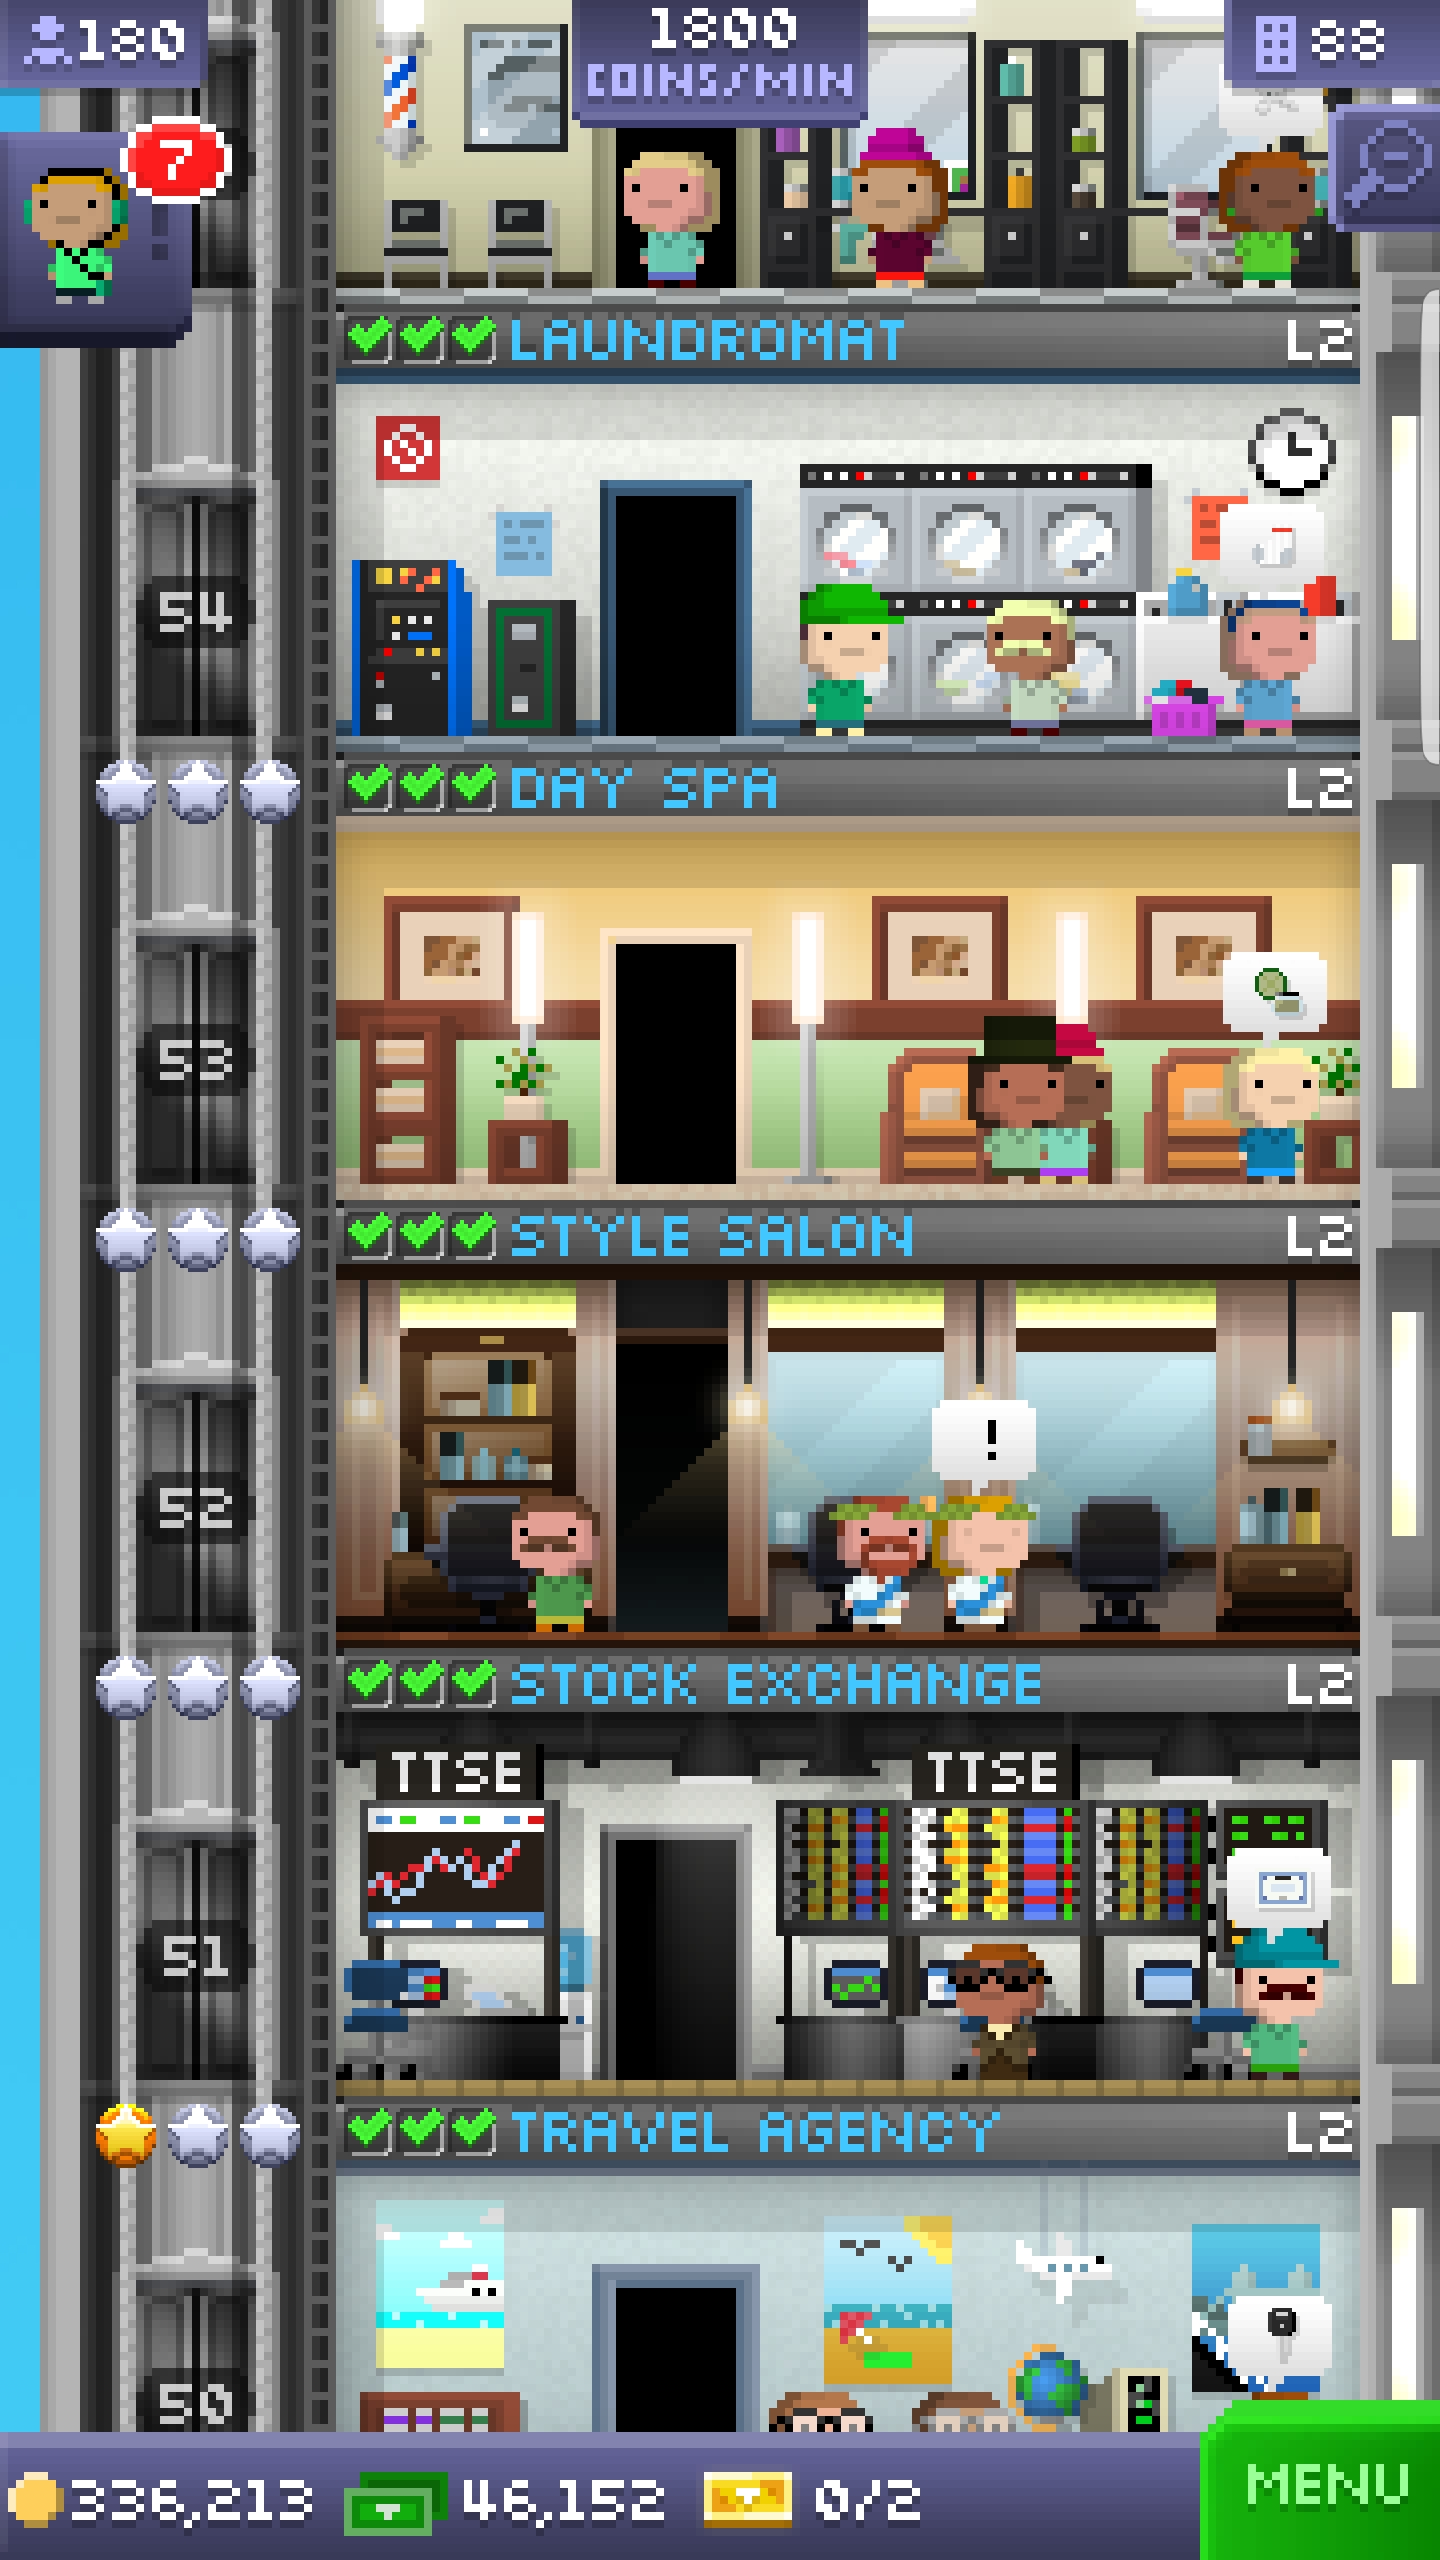 180
1800
COINS/MIN
88
7
LAUNDROMAT L2
54
DAY SPA L2
53
STYLE SALON L2
52
!
STOCK EXCHANGE L2
TTSE TTSE
51
TRAVEL AGENCY L2
50
336,213 46,152 0/2
MENU